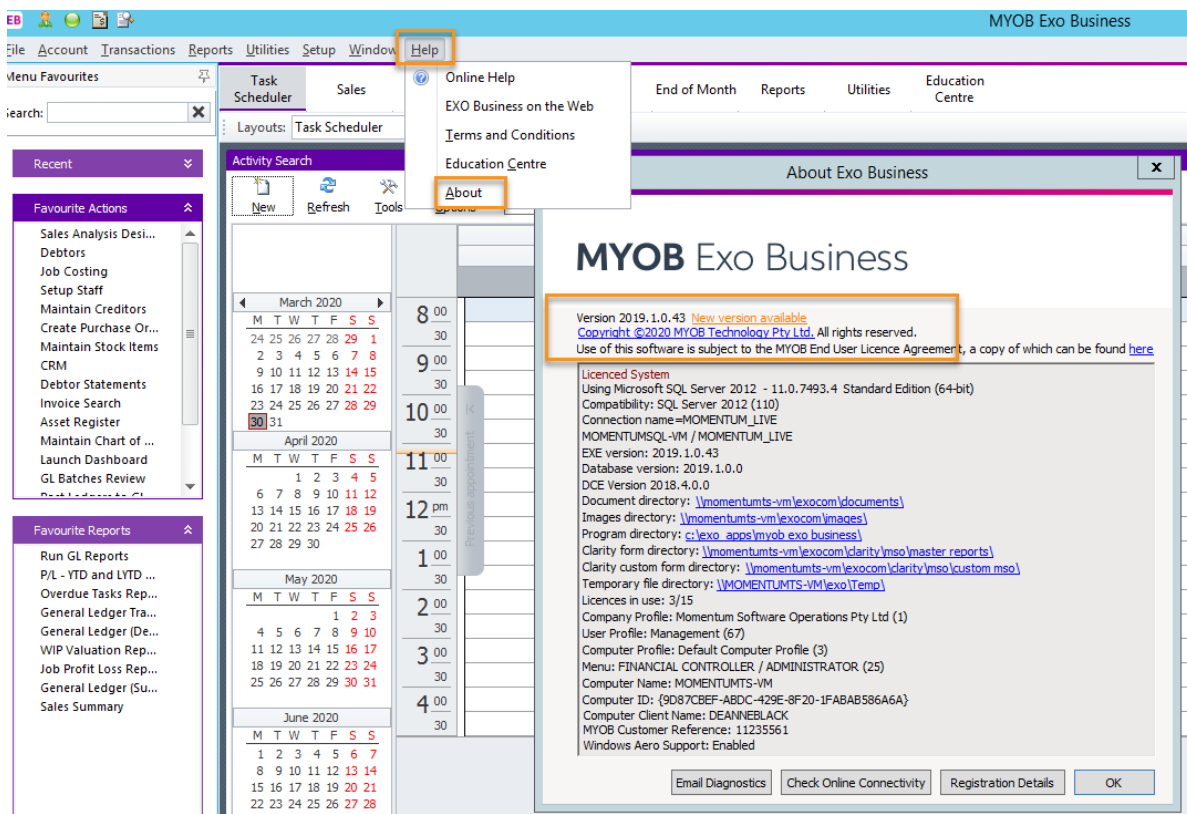 EB
MYOB Exo Business
File Account Transactions Reports Utilities Setup Window Help
Menu Favourites
Search:
Recent
Favourite Actions
Sales Analysis Desi...
Debtors
Job Costing
Setup Staff
Maintain Creditors
Create Purchase Or...
Maintain Stock Items
CRM
Debtor Statements
Invoice Search
Asset Register
Maintain Chart of ...
Launch Dashboard
GL Batches Review
Post Ledgers to GL
Favourite Reports
Run GL Reports
P/L - YTD and LYTD ...
Overdue Tasks Rep...
General Ledger Tra...
General Ledger (De...
WIP Valuation Rep...
Job Profit Loss Rep...
General Ledger (Su...
Sales Summary
Task Scheduler
Sales
End of Month
Reports
Utilities
Education Centre
Layouts: Task Scheduler
Online Help
EXO Business on the Web
Terms and Conditions
Education Centre
About
Activity Search
New Refresh Tools Options
March 2020
M T W T F S S
24 25 26 27 28 29 1
2 3 4 5 6 7 8
9 10 11 12 13 14 15
16 17 18 19 20 21 22
23 24 25 26 27 28 29
30 31
April 2020
M T W T F S S
1 2 3 4 5
6 7 8 9 10 11 12
13 14 15 16 17 18 19
20 21 22 23 24 25 26
27 28 29 30
May 2020
M T W T F S S
1 2 3
4 5 6 7 8 9 10
11 12 13 14 15 16 17
18 19 20 21 22 23 24
25 26 27 28 29 30 31
June 2020
M T W T F S S
1 2 3 4 5 6 7
8 9 10 11 12 13 14
15 16 17 18 19 20 21
22 23 24 25 26 27 28
8 00
30
9 00
30
10 00
30
11 00
30
12 pm
30
1 00
30
2 00
30
3 00
30
4 00
30
Previous appointment
About Exo Business
x
MYOB Exo Business
Version 2019.1.0.43 New version available
Copyright ©2020 MYOB Technology Pty Ltd. All rights reserved.
Use of this software is subject to the MYOB End User Licence Agreement, a copy of which can be found here
Licenced System
Using Microsoft SQL Server 2012 - 11.0.7493.4 Standard Edition (64-bit)
Compatibility: SQL Server 2012 (110)
Connection name=MOMENTUM_LIVE
MOMENTUMSQL-VM / MOMENTUM_LIVE
EXE version: 2019.1.0.43
Database version: 2019.1.0.0
DCE Version 2018.4.0.0
Document directory: \\momentumts-vm\exocom\documents\
Images directory: \\momentumts-vm\exocom\images\
Program directory: c:\exo_apps\myob exo business\
Clarity form directory: \\momentumts-vm\exocom\clarity\mso\master reports\
Clarity custom form directory: \\momentumts-vm\exocom\clarity\mso\custom mso\
Temporary file directory: \\MOMENTUMTS-VM\exo\Temp\
Licences in use: 3/15
Company Profile: Momentum Software Operations Pty Ltd (1)
User Profile: Management (67)
Computer Profile: Default Computer Profile (3)
Menu: FINANCIAL CONTROLLER / ADMINISTRATOR (25)
Computer Name: MOMENTUMTS-VM
Computer ID: {9D87CBEF-ABDC-429E-8F20-1FABAB586A6A}
Computer Client Name: DEANNEBLACK
MYOB Customer Reference: 11235561
Windows Aero Support: Enabled
Email Diagnostics
Check Online Connectivity
Registration Details
OK